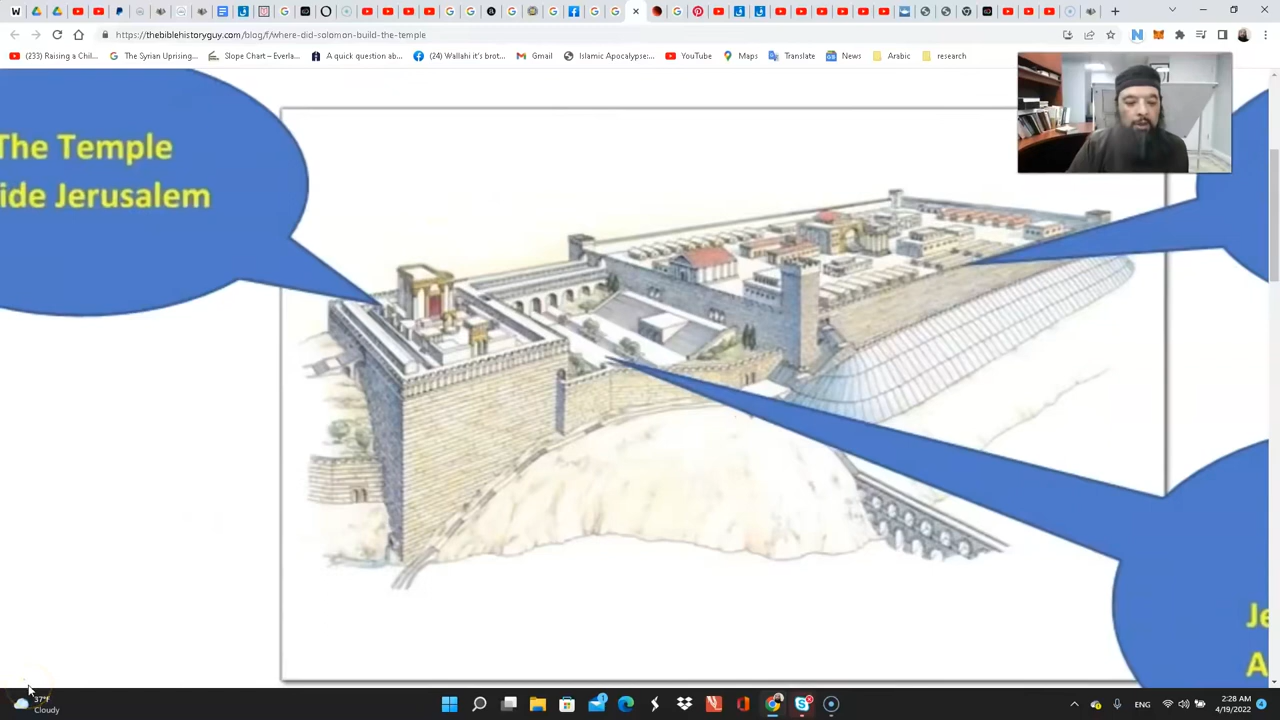 https://thebiblehistoryguy.com/blog/f/where-did-solomon-build-the-temple
(233) Raising a Chil...
The Syrian Uprising...
Slope Chart – Everla...
A quick question ab...
(2) Wallahi it's brot...
Gmail
Islamic Apocalypse:...
YouTube
Maps
Translate
News
Arabic
research
The Temple
ide Jerusalem
Je
A
37°F
Cloudy
ENG
2:28 AM
4/19/2022